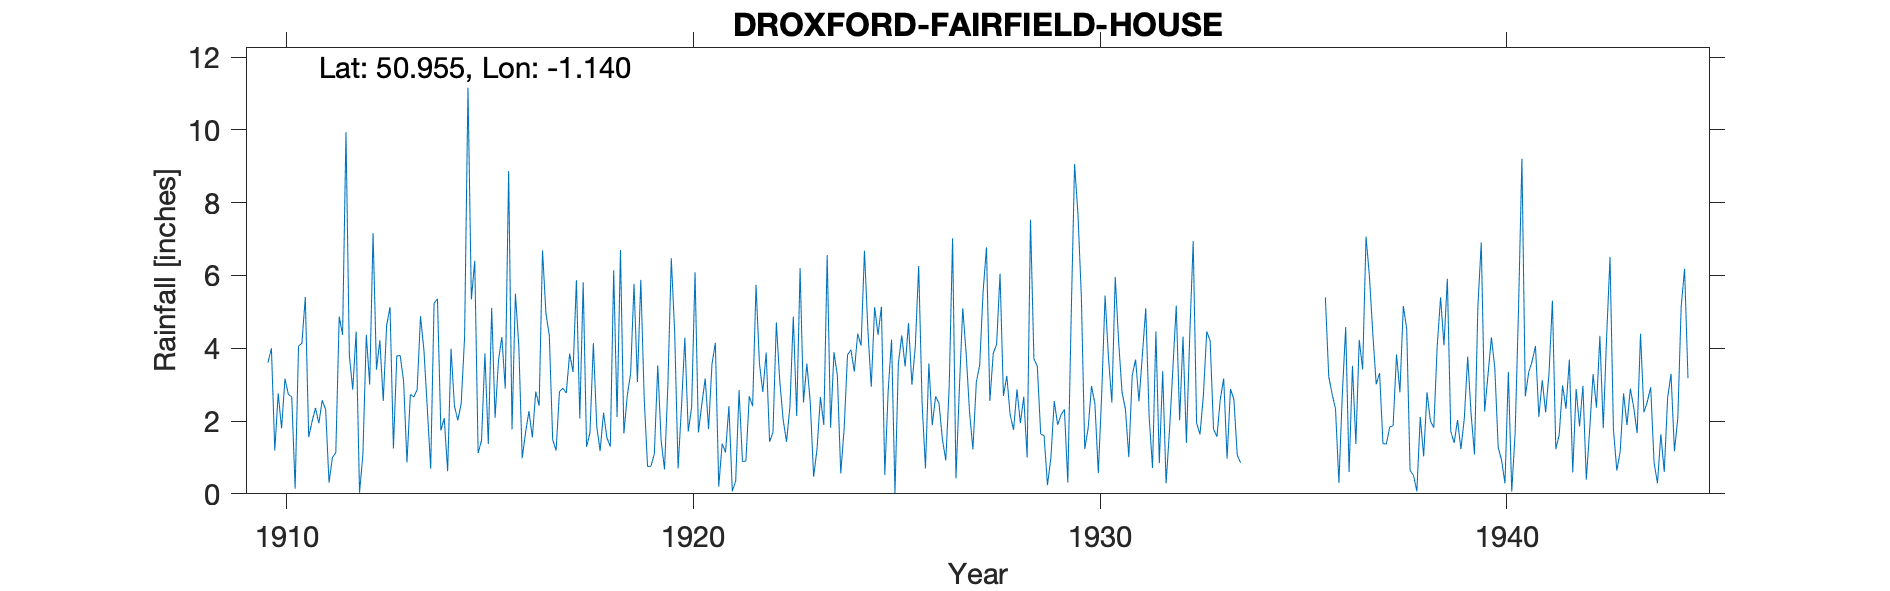 DROXFORD-FAIRFIELD-HOUSE
Lat: 50.955, Lon: -1.140
12
10
8
6
4
2
0
Rainfall [inches]
1910 1920 1930 1940
Year